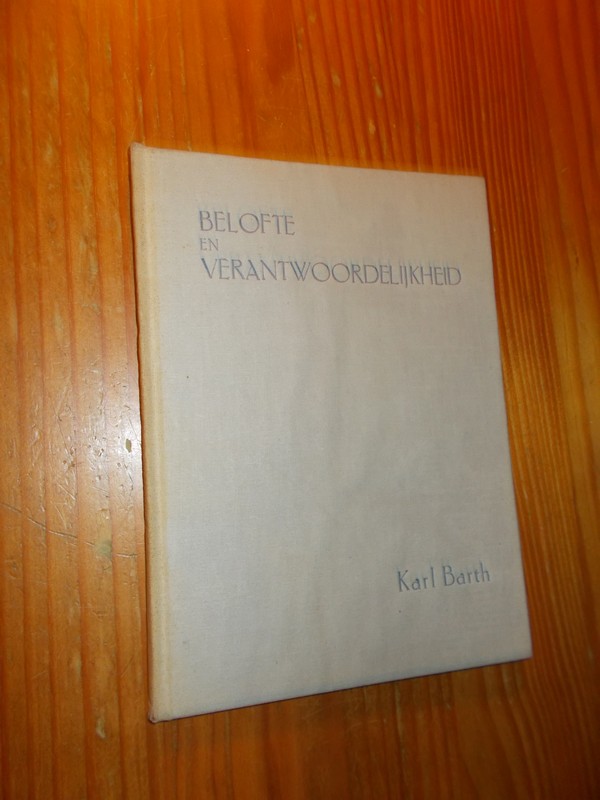 BELOFTE
EN
VERANTWOORDELIJKHEID
Karl Barth